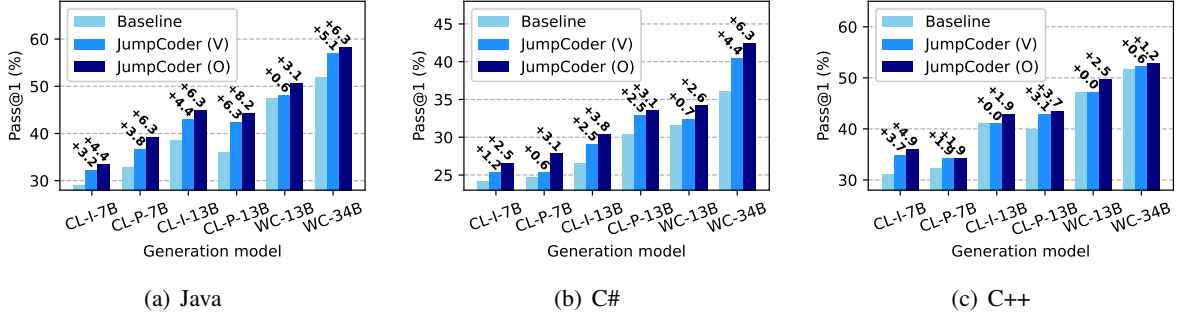 Pass@1 (%)
60
50
40
30
Baseline
JumpCoder (V)
JumpCoder (O)
+3.2
+4.4
+3.8
+6.3
+4.4
+6.3
+6.3
+8.2
+0.6
+3.1
+5.1
+6.3
CL-I-7B
CL-P-7B
CL-I-13B
CL-P-13B
WC-13B
WC-34B
Generation model
(a) Java
Pass@1 (%)
45
40
35
30
25
Baseline
JumpCoder (V)
JumpCoder (O)
+1.2
+2.5
+0.6
+3.1
+2.5
+3.8
+2.5
+3.1
+0.7
+2.6
+4.4
+6.3
CL-I-7B
CL-P-7B
CL-I-13B
CL-P-13B
WC-13B
WC-34B
Generation model
(b) C#
Pass@1 (%)
60
50
40
30
Baseline
JumpCoder (V)
JumpCoder (O)
+3.7
+4.9
+1.9
+1.9
+0.0
+1.9
+3.1
+3.7
+0.0
+2.5
+0.6
+1.2
CL-I-7B
CL-P-7B
CL-I-13B
CL-P-13B
WC-13B
WC-34B
Generation model
(c) C++